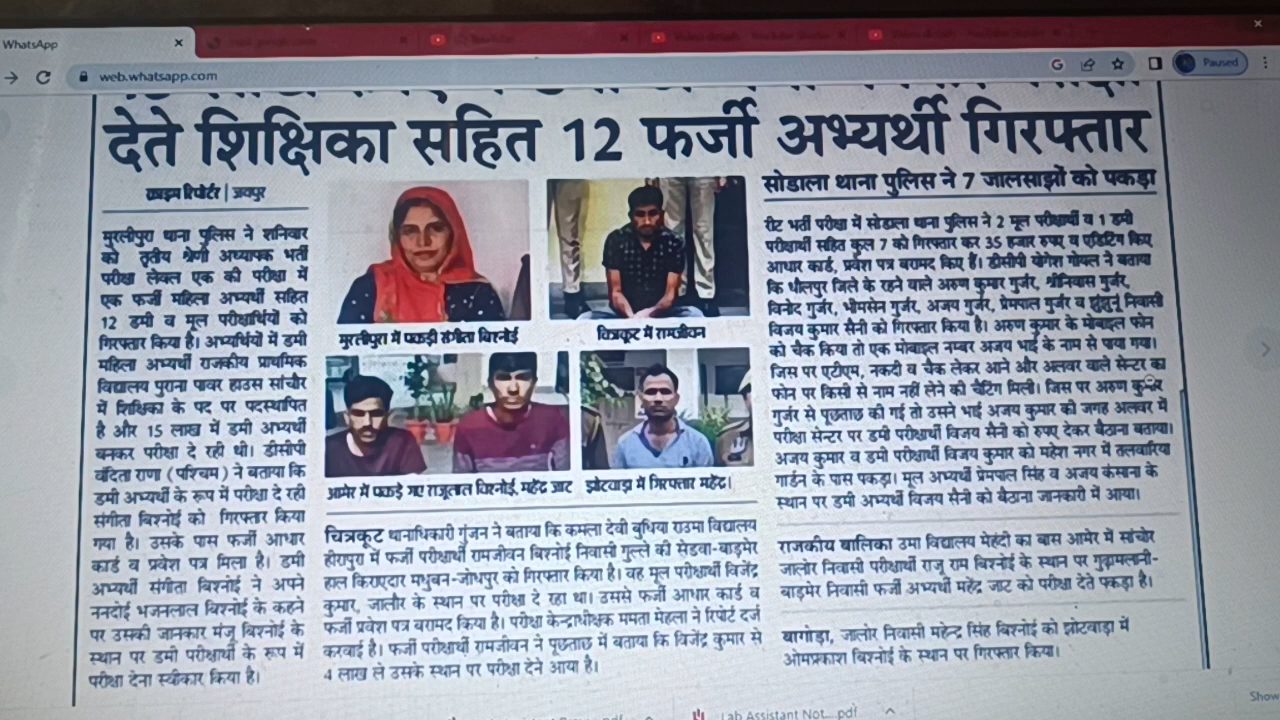 WhatsApp
web.whatsapp.com
Paused
देते शिक्षिका सहित 12 फर्जी अभ्यर्थी गिरफ्तार
क्राइम रिपोर्टर | जयपुर
मुरलीपुरा थाना पुलिस ने शनिवार
को तृतीय श्रेणी अध्यापक भर्ती
परीक्षा लेवल एक की परीक्षा में
एक फर्जी महिला अभ्यर्थी सहित
12 डमी व मूल परीक्षार्थियों को
गिरफ्तार किया है। अभ्यर्थियों में डमी
महिला अभ्यर्थी राजकीय प्राथमिक
विद्यालय पुराना पावर हाउस सांचौर
में शिक्षिका के पद पर पदस्थापित
है और 15 लाख में डमी अभ्यर्थी
बनकर परीक्षा दे रही थी। डीसीपी
वंदिता राणा (पश्चिम) ने बताया कि
डमी अभ्यर्थी के रूप में परीक्षा दे रही
संगीता बिश्नोई को गिरफ्तार किया
गया है। उसके पास फर्जी आधार
कार्ड व प्रवेश पत्र मिला है। डमी
अभ्यर्थी संगीता बिश्नोई ने अपने
ननदोई भजनलाल बिश्नोई के कहने
पर उसकी जानकार मंजू बिश्नोई के
स्थान पर डमी परीक्षार्थी के रूप में
परीक्षा देना स्वीकार किया है।
मुरलीपुरा में पकड़ी संगीता बिश्नोई
चित्रकूट में रामजीवन
आमेर में पकड़े गए राजूलाल बिश्नोई, महेंद्र जाट
झोटवाड़ा में गिरफ्तार महेंद्र।
चित्रकूट थानाधिकारी गुंजन ने बताया कि कमला देवी बुधिया राउमा विद्यालय
हीरापुरा में फर्जी परीक्षार्थी रामजीवन बिश्नोई निवासी गुल्ले की सेडवा-बाड़मेर
हाल किराएदार मधुबन-जोधपुर को गिरफ्तार किया है। वह मूल परीक्षार्थी विजेंद्र
कुमार, जालौर के स्थान पर परीक्षा दे रहा था। उससे फर्जी आधार कार्ड व
फर्जी प्रवेश पत्र बरामद किया है। परीक्षा केन्द्राधीक्षक ममता मेहला ने रिपोर्ट दर्ज
करवाई है। फर्जी परीक्षार्थी रामजीवन ने पूछताछ में बताया कि विजेंद्र कुमार से
4 लाख ले उसके स्थान पर परीक्षा देने आया है।
सोडाला थाना पुलिस ने 7 जालसाझों को पकड़ा
रीट भर्ती परीक्षा में सोडाला थाना पुलिस ने 2 मूल परीक्षार्थी व 1 डमी
परीक्षार्थी सहित कुल 7 को गिरफ्तार कर 35 हजार रुपए व एडिटिंग किए
आधार कार्ड, प्रवेश पत्र बरामद किए हैं। डीसीपी योगेश गोयल ने बताया
कि धौलपुर जिले के रहने वाले अरुण कुमार गुर्जर, श्रीनिवास गुर्जर,
विनोद गुर्जर, भीमसेन गुर्जर, अजय गुर्जर, प्रेमपाल गुर्जर व झुंझुनूं निवासी
विजय कुमार सैनी को गिरफ्तार किया है। अरुण कुमार के मोबाइल फोन
को चैक किया तो एक मोबाइल नम्बर अजय भाई के नाम से पाया गया।
जिस पर एटीएम, नकदी व चेक लेकर आने और अलवर वाले सेन्टर का
फोन पर किसी से नाम नहीं लेने की चैटिंग मिली। जिस पर अरुण कुमार
गुर्जर से पूछताछ की गई तो उसने भाई अजय कुमार की जगह अलवर में
परीक्षा सेन्टर पर डमी परीक्षार्थी विजय सैनी को रुपए देकर बैठाना बताया।
अजय कुमार व डमी परीक्षार्थी विजय कुमार को महेश नगर में तलवारिया
गार्डन के पास पकड़ा। मूल अभ्यर्थी प्रेमपाल सिंह व अजय कंसाना के
स्थान पर डमी अभ्यर्थी विजय सैनी को बैठाना जानकारी में आया।
राजकीय बालिका उमा विद्यालय मेहंदी का बास आमेर में सांचोर
जालोर निवासी परीक्षार्थी राजू राम बिश्नोई के स्थान पर गुढ़ामलानी-
बाड़मेर निवासी फर्जी अभ्यर्थी महेंद्र जाट को परीक्षा देते पकड़ा है।
बागोड़ा, जालोर निवासी महेन्द्र सिंह बिश्नोई को झोटवाड़ा में
ओमप्रकाश बिश्नोई के स्थान पर गिरफ्तार किया।
Lab Assistant Not....pdf
Show